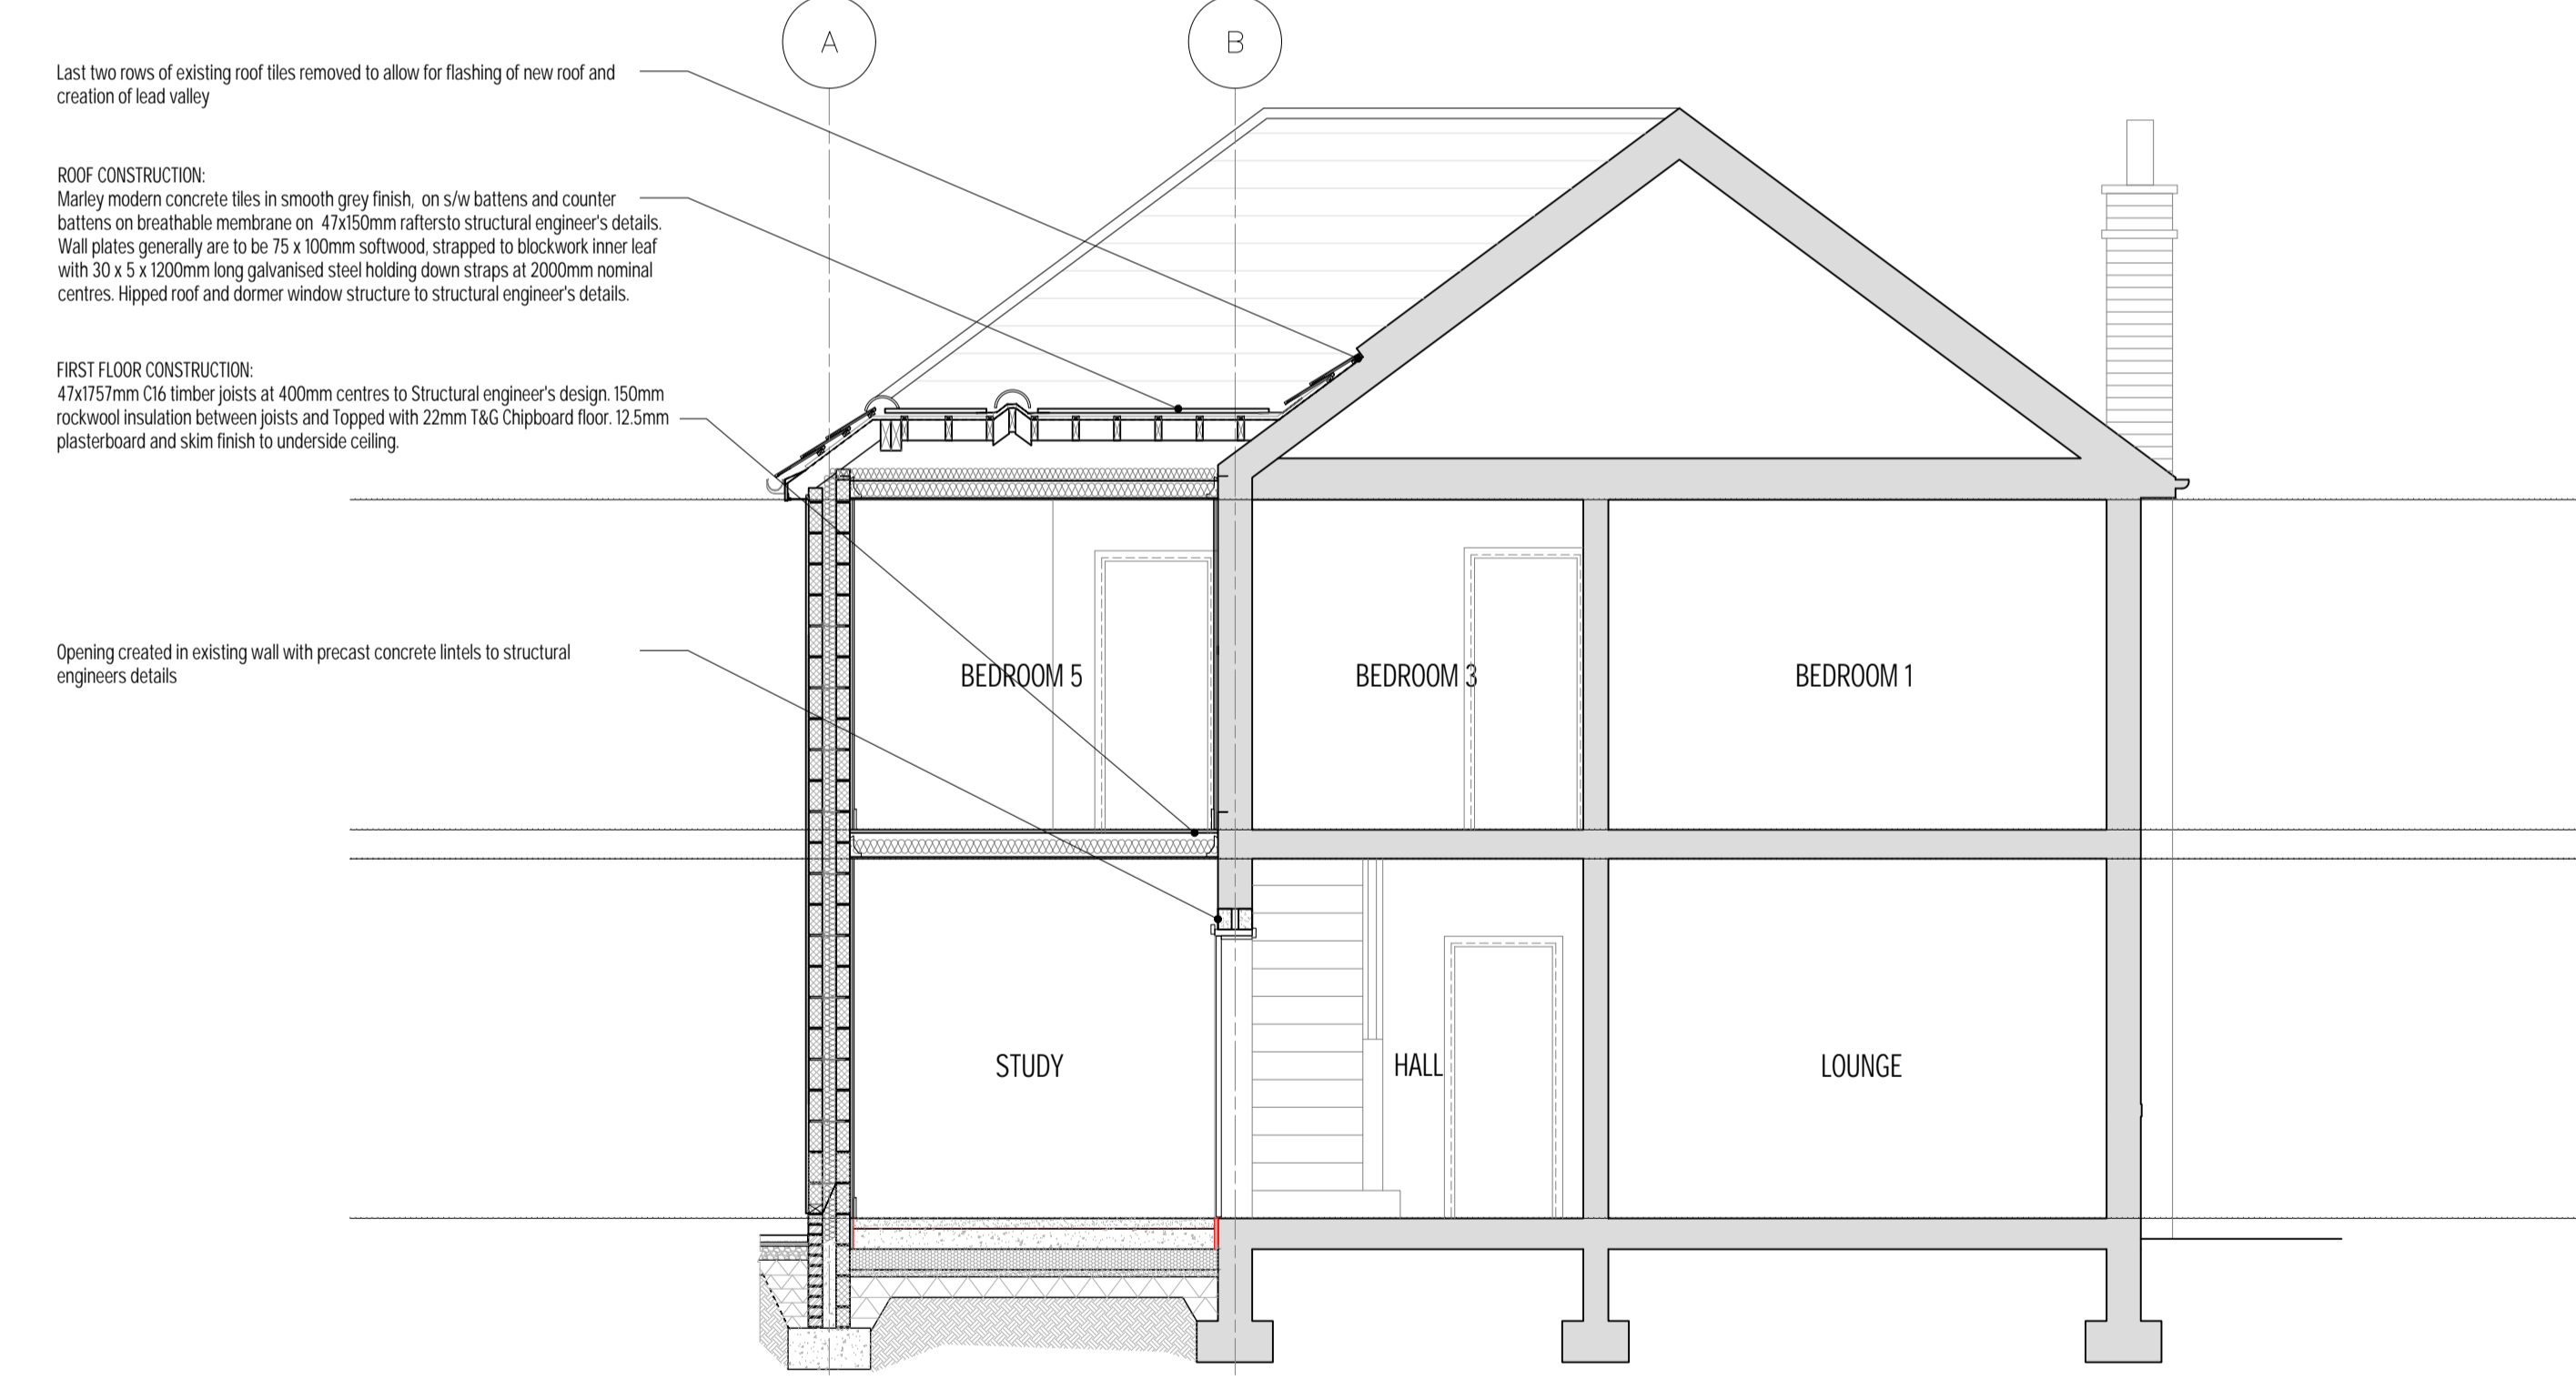 A
B
Last two rows of existing roof tiles removed to allow for flashing of new roof and
creation of lead valley
ROOF CONSTRUCTION:
Marley modern concrete tiles in smooth grey finish, on s/w battens and counter
battens on breathable membrane on 47x150mm raftersto structural engineer's details.
Wall plates generally are to be 75 x 100mm softwood, strapped to blockwork inner leaf
with 30 x 5 x 1200mm long galvanised steel holding down straps at 2000mm nominal
centres. Hipped roof and dormer window structure to structural engineer's details.
FIRST FLOOR CONSTRUCTION:
47x1757mm C16 timber joists at 400mm centres to Structural engineer's design. 150mm
rockwool insulation between joists and Topped with 22mm T&G Chipboard floor. 12.5mm
plasterboard and skim finish to underside ceiling.
Opening created in existing wall with precast concrete lintels to structural
engineers details
BEDROOM 5
BEDROOM 3
BEDROOM 1
STUDY
HALL
LOUNGE